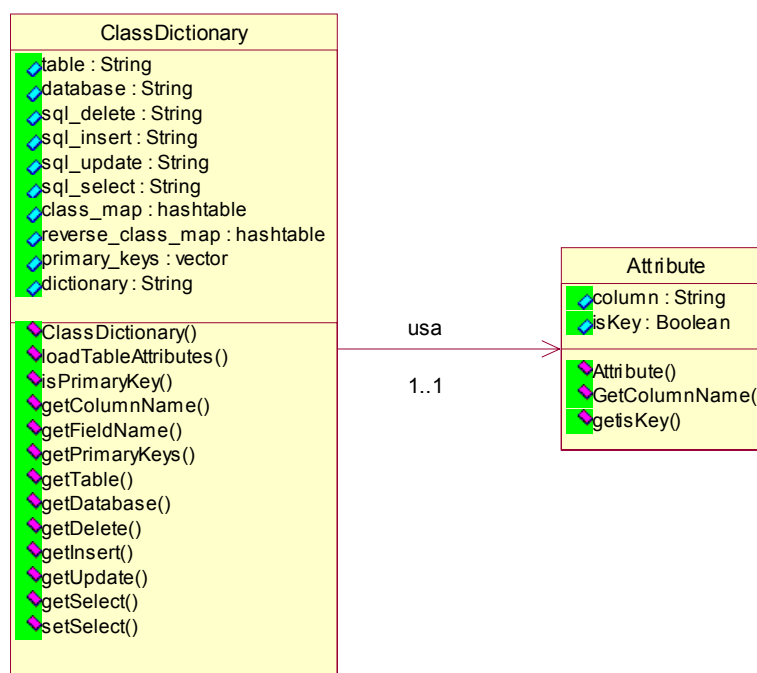 ClassDictionary
table : String
database : String
sql_delete : String
sql_insert : String
sql_update : String
sql_select : String
class_map : hashtable
reverse_class_map : hashtable
primary_keys : vector
dictionary : String
ClassDictionary()
loadTableAttributes()
isPrimaryKey()
getColumnName()
getFieldName()
getPrimaryKeys()
getTable()
getDatabase()
getDelete()
getInsert()
getUpdate()
getSelect()
setSelect()
usa
1..1
Attribute
column : String
isKey : Boolean
Attribute()
GetColumnName(
getisKey()